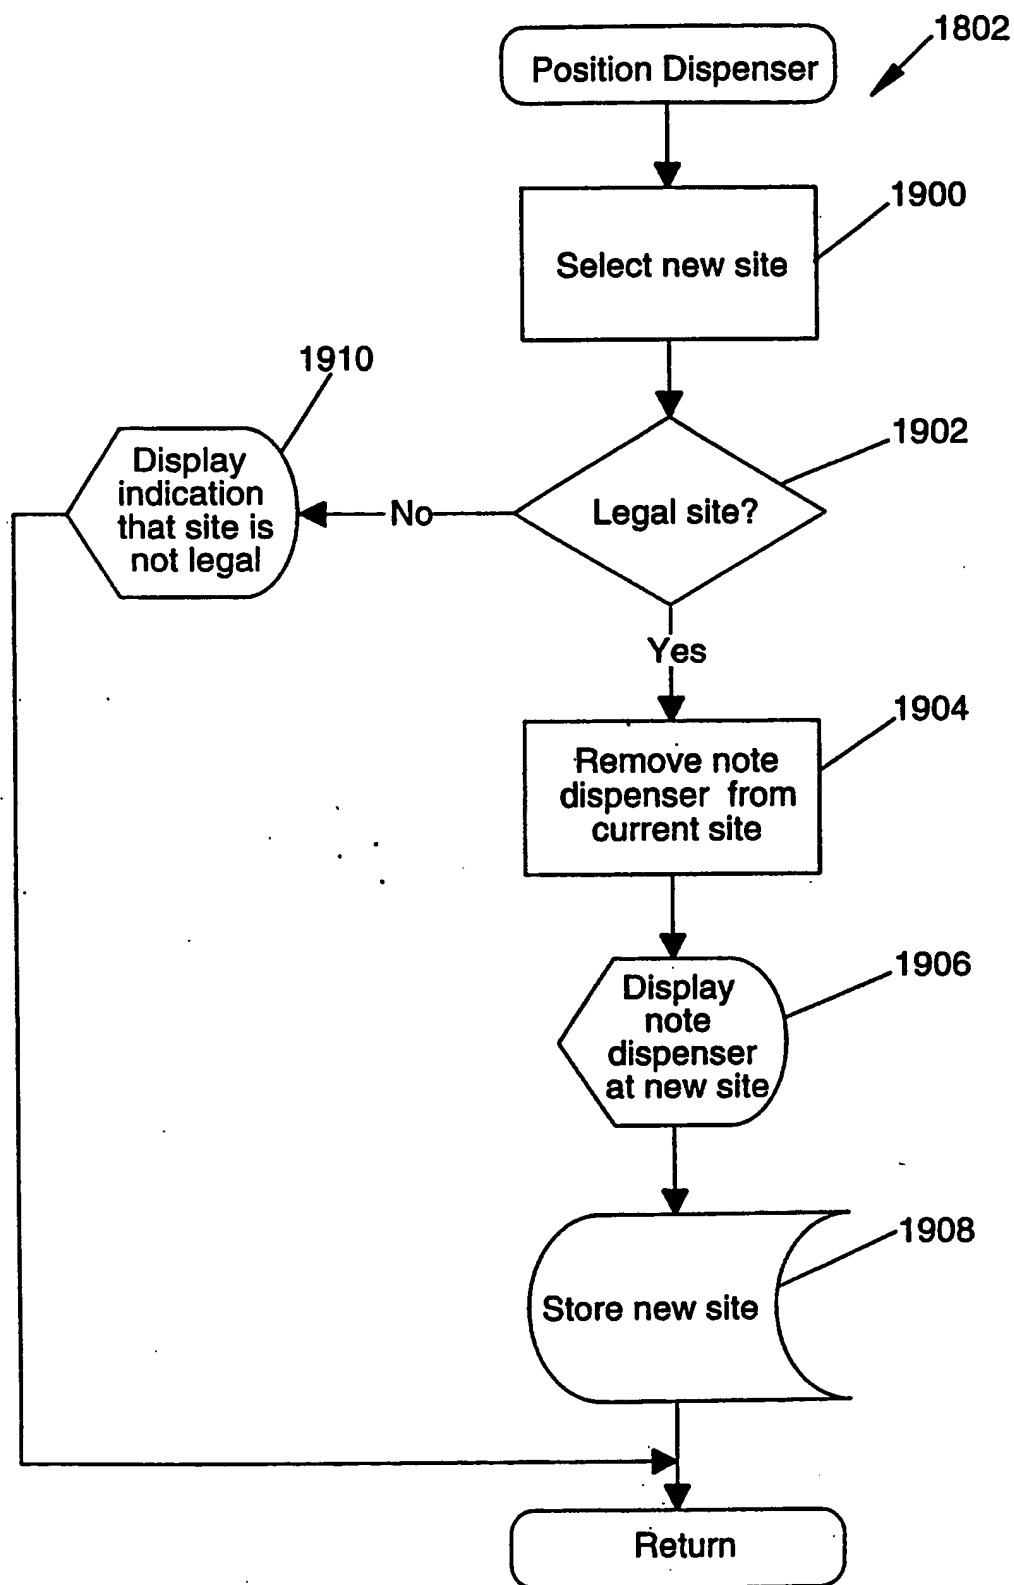 1802
Position Dispenser
1900
Select new site
1910
1902
Display
indication
that site is
not legal
No
Legal site?
Yes
1904
Remove note
dispenser from
current site
1906
Display
note
dispenser
at new site
1908
Store new site
Return